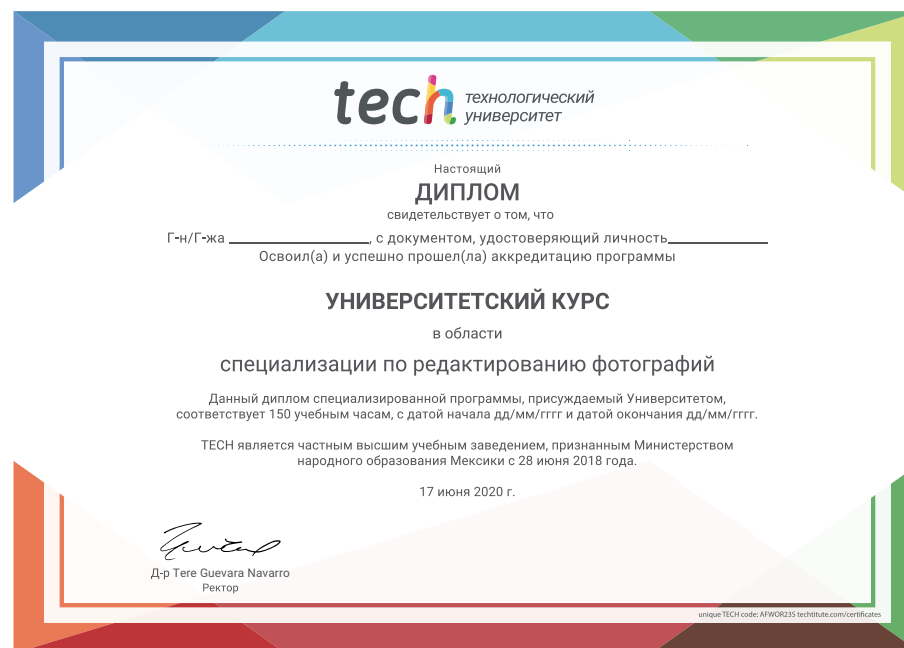 tech технологический
университет
Настоящий
ДИПЛОМ
свидетельствует о том, что
Г-н/Г-жа ____________________, с документом, удостоверяющий личность______________
Освоил(а) и успешно прошел(ла) аккредитацию программы
УНИВЕРСИТЕТСКИЙ КУРС
в области
специализации по редактированию фотографий
Данный диплом специализированной программы, присуждаемый Университетом,
соответствует 150 учебным часам, с датой начала дд/мм/гггг и датой окончания дд/мм/гггг.
TECH является частным высшим учебным заведением, признанным Министерством
народного образования Мексики с 28 июня 2018 года.
17 июня 2020 г.
Д-р Tere Guevara Navarro
Ректор
unique TECH code: AFWOR23S techtitute.com/certificates